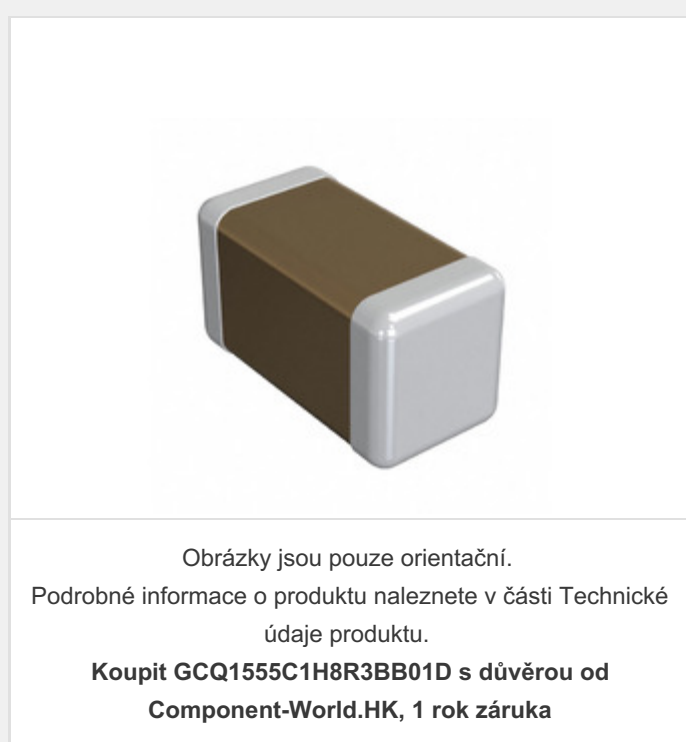 Obrázky jsou pouze orientační.
Podrobné informace o produktu naleznete v části Technické
údaje produktu.
Koupit GCQ1555C1H8R3BB01D s důvěrou od
Component-World.HK, 1 rok záruka